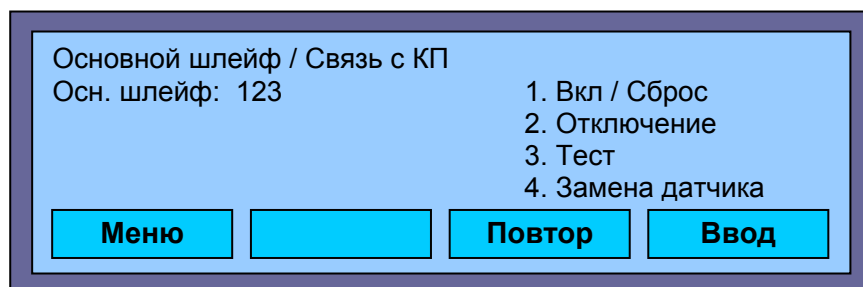 Основной шлейф / Связь с КП
Осн. шлейф: 123
1. Вкл / Сброс
2. Отключение
3. Тест
4. Замена датчика
Меню
Повтор
Ввод